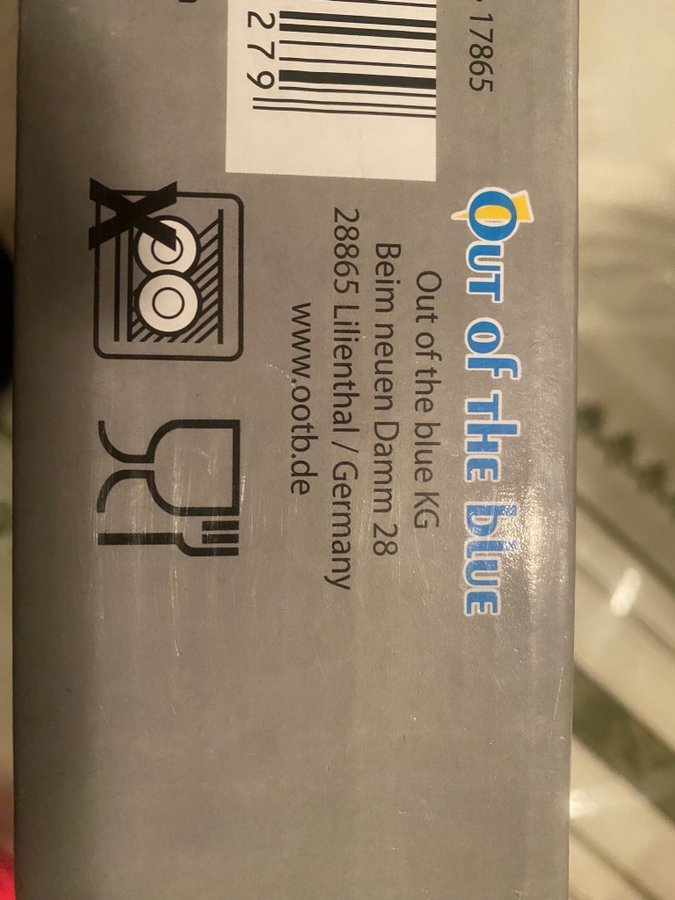 17865
279
Out of the blue
Out of the blue KG
Beim neuen Damm 28
28865 Lilienthal / Germany
www.ootb.de